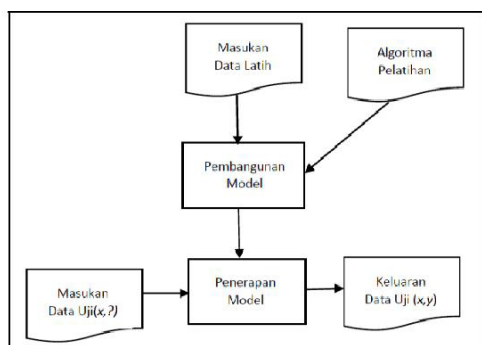 Masukan
Data Latih
Algoritma
Pelatihan
Pembangunan
Model
Masukan
Data Uji(x,?)
Penerapan
Model
Keluaran
Data Uji (x,y)